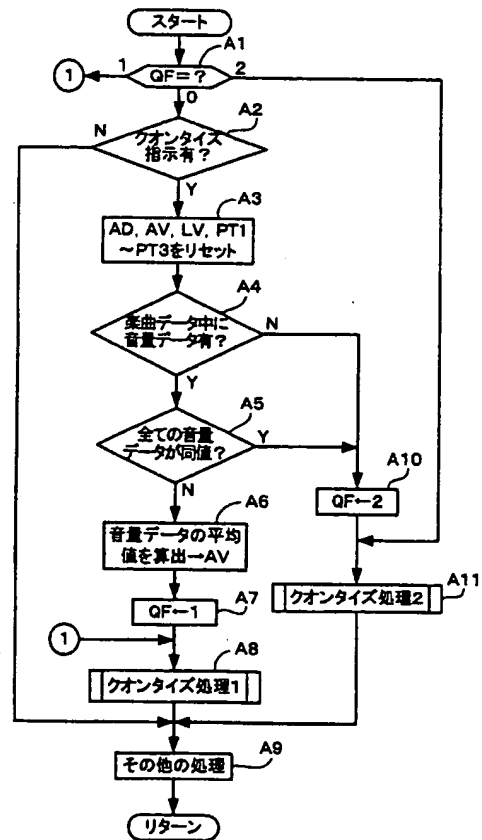 スタート
A1
1
1
QF=?
2
0
A2
N
クオンタイズ
指示有?
Y
A3
AD, AV, LV, PT1
～PT3をリセット
A4
楽曲データ中に
音量データ有?
N
Y
A5
全ての音量
データが同値?
Y
N
A10
QF←2
A6
音量データの平均
値を算出→AV
A11
クオンタイズ処理2
A7
QF←1
1
A8
クオンタイズ処理1
A9
その他の処理
リターン